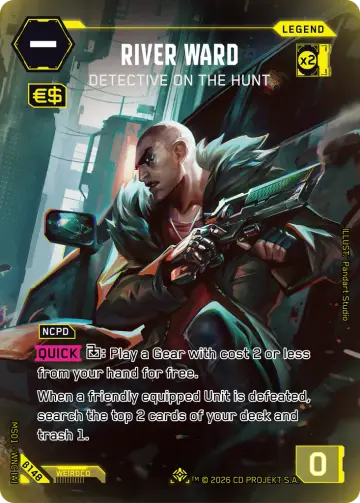 LEGEND
RIVER WARD
DETECTIVE ON THE HUNT
x2
€$
ILLUST. Pandart Studio
NCPD
QUICK : Play a Gear with cost 2 or less
from your hand for free.
When a friendly equipped Unit is defeated,
search the top 2 cards of your deck and
trash 1.
β148
WEIRDCO
™ © 2026 CD PROJEKT S.A.
0